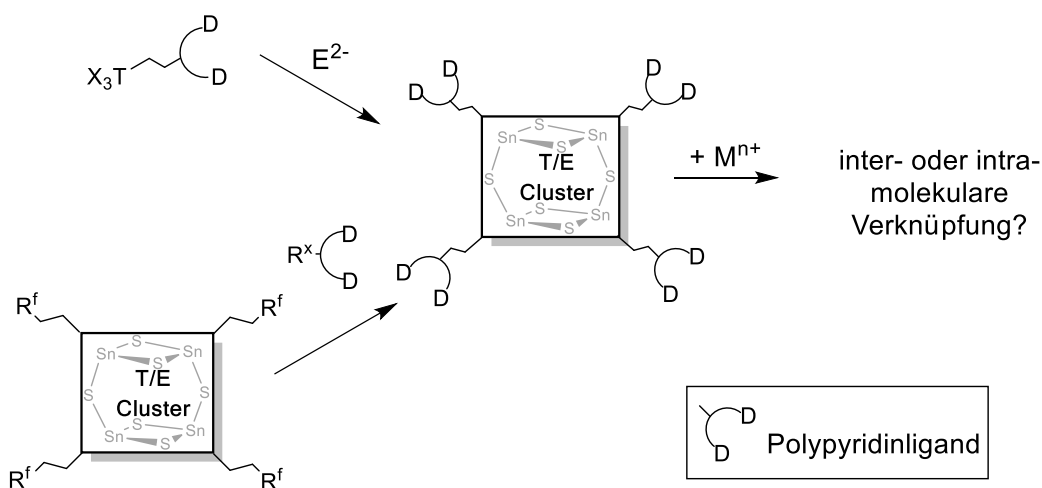 D
X₃T
D
E²⁻
D
D
D
D
S
Sn
Sn
S
T/E
S
S
Cluster
S
Sn
Sn
S
D
D
D
D
+ Mⁿ⁺
inter- oder intra-
molekulare
Verknüpfung?
Rˣ
D
D
Rᶠ
Rᶠ
S
Sn
Sn
S
T/E
S
S
Cluster
S
Sn
Sn
S
Rᶠ
Rᶠ
D
D
Polypyridinligand